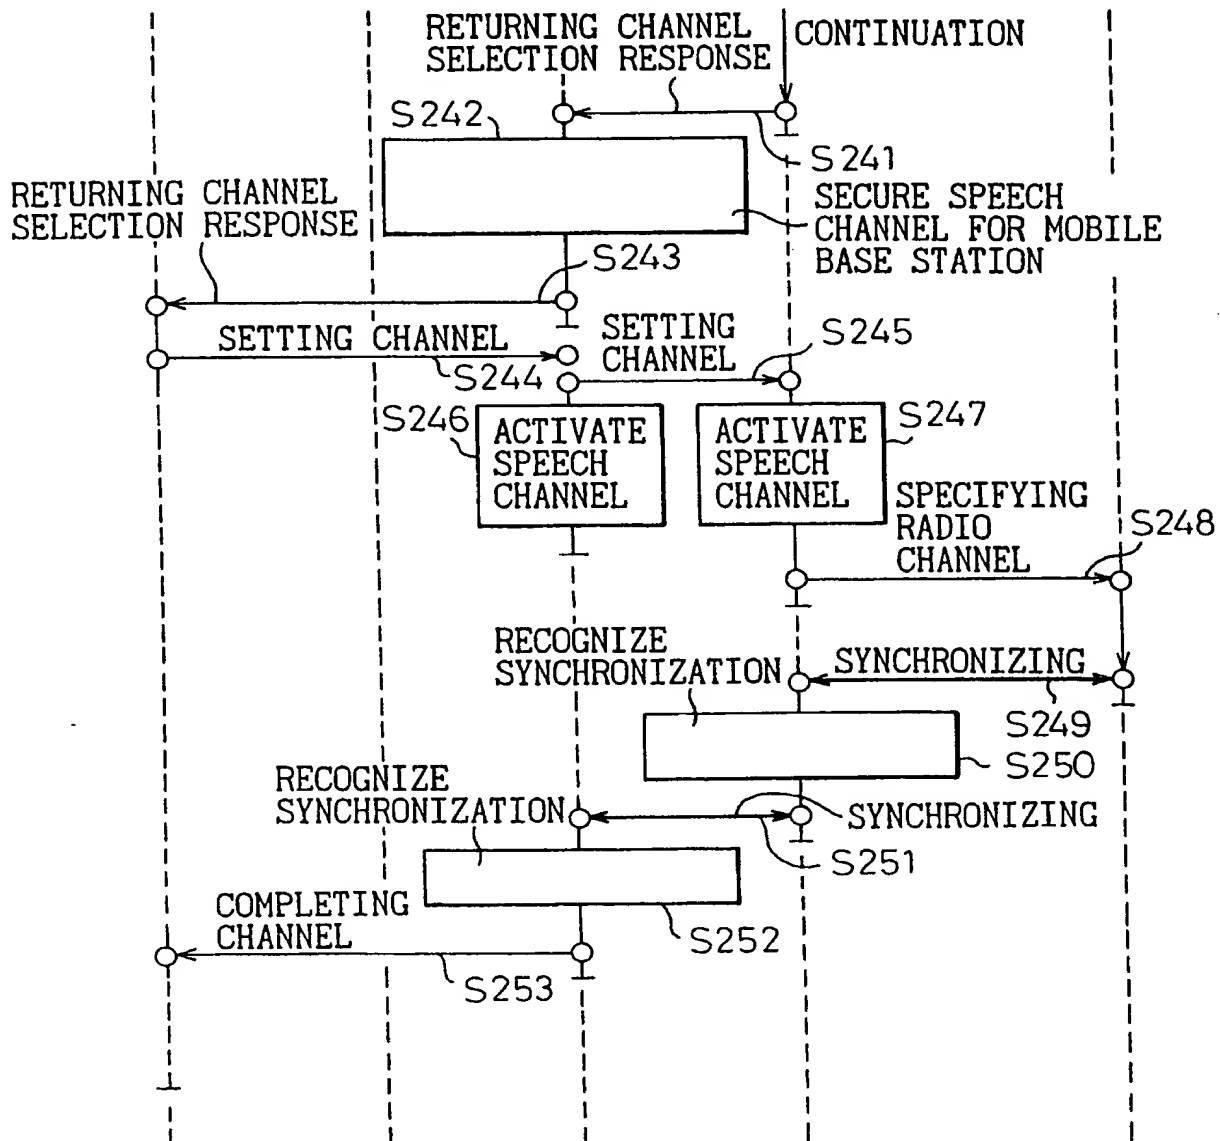 RETURNING CHANNEL
SELECTION RESPONSE
CONTINUATION
S242
S241
RETURNING CHANNEL
SELECTION RESPONSE
SECURE SPEECH
CHANNEL FOR MOBILE
BASE STATION
S243
SETTING CHANNEL
SETTING
CHANNEL
S245
S244
S246
ACTIVATE
SPEECH
CHANNEL
ACTIVATE
SPEECH
CHANNEL
S247
SPECIFYING
RADIO
CHANNEL
S248
RECOGNIZE
SYNCHRONIZATION
SYNCHRONIZING
S249
S250
RECOGNIZE
SYNCHRONIZATION
SYNCHRONIZING
S251
COMPLETING
CHANNEL
S252
S253